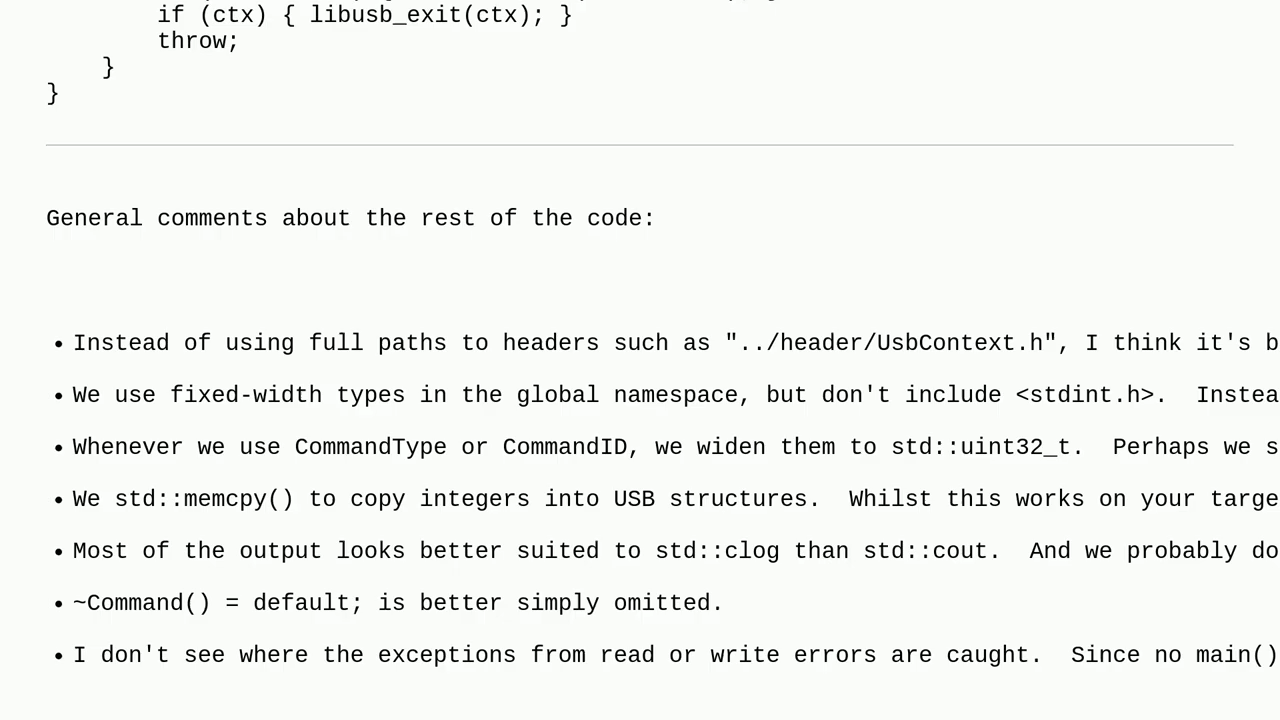 if (ctx) { libusb_exit(ctx); }
throw;
}
}
General comments about the rest of the code:
• Instead of using full paths to headers such as "../header/UsbContext.h", I think it's b
• We use fixed-width types in the global namespace, but don't include <stdint.h>.  Instea
• Whenever we use CommandType or CommandID, we widen them to std::uint32_t.  Perhaps we s
• We std::memcpy() to copy integers into USB structures.  Whilst this works on your targe
• Most of the output looks better suited to std::clog than std::cout.  And we probably do
• ~Command() = default; is better simply omitted.
• I don't see where the exceptions from read or write errors are caught.  Since no main()